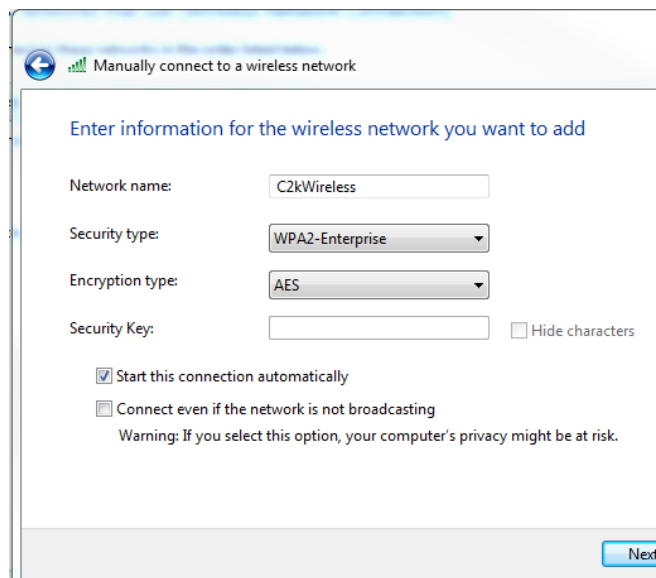 Manually connect to a wireless network
Enter information for the wireless network you want to add
Network name: C2kWireless
Security type: WPA2-Enterprise
Encryption type: AES
Security Key: Hide characters
Start this connection automatically
Connect even if the network is not broadcasting
Warning: If you select this option, your computer's privacy might be at risk.
Next